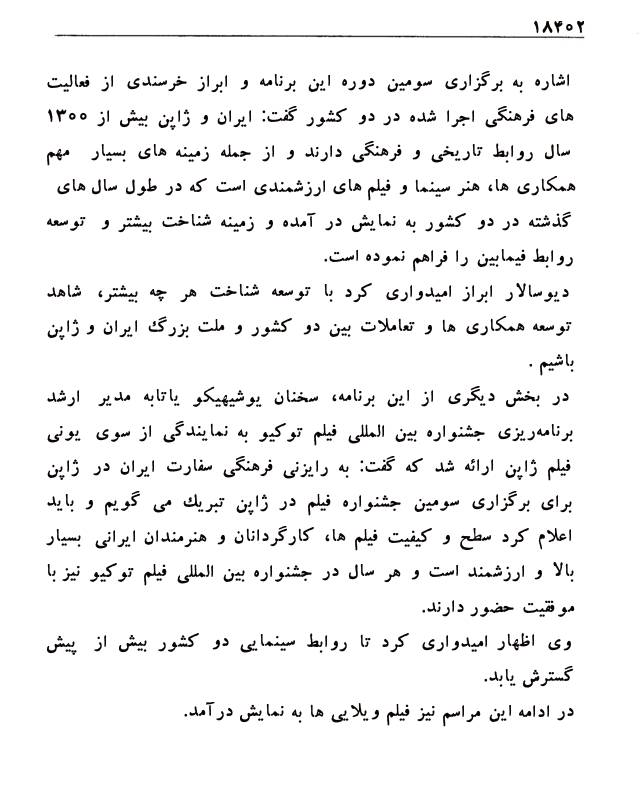 ۱۸۴۰۲
اشاره به برگزاری سومین دوره این برنامه و ابراز خرسندی از فعالیت
های فرهنگی اجرا شده در دو کشور گفت: ایران و ژاپن بیش از ۱۳۰۰
سال روابط تاریخی و فرهنگی دارند و از جمله زمینه های بسیار مهم
همکاری ها، هنر سینما و فیلم های ارزشمندی است که در طول سال های
گذشته در دو کشور به نمایش در آمده و زمینه شناخت بیشتر و توسعه
روابط فیمابین را فراهم نموده است.
دیوسالار ابراز امیدواری کرد با توسعه شناخت هر چه بیشتر، شاهد
توسعه همکاری ها و تعاملات بین دو کشور و ملت بزرگ ایران و ژاپن
باشیم .
در بخش دیگری از این برنامه، سخنان یوشیهیکو یاتابه مدیر ارشد
برنامه‌ریزی جشنواره بین المللی فیلم توکیو به نمایندگی از سوی یونی
فیلم ژاپن ارائه شد که گفت: به رایزنی فرهنگی سفارت ایران در ژاپن
برای برگزاری سومین جشنواره فیلم در ژاپن تبریک می گویم و باید
اعلام کرد سطح و کیفیت فیلم ها، کارگردانان و هنرمندان ایرانی بسیار
بالا و ارزشمند است و هر سال در جشنواره بین المللی فیلم توکیو نیز با
موفقیت حضور دارند.
وی اظهار امیدواری کرد تا روابط سینمایی دو کشور بیش از پیش
گسترش یابد.
در ادامه این مراسم نیز فیلم ویلایی ها به نمایش درآمد.